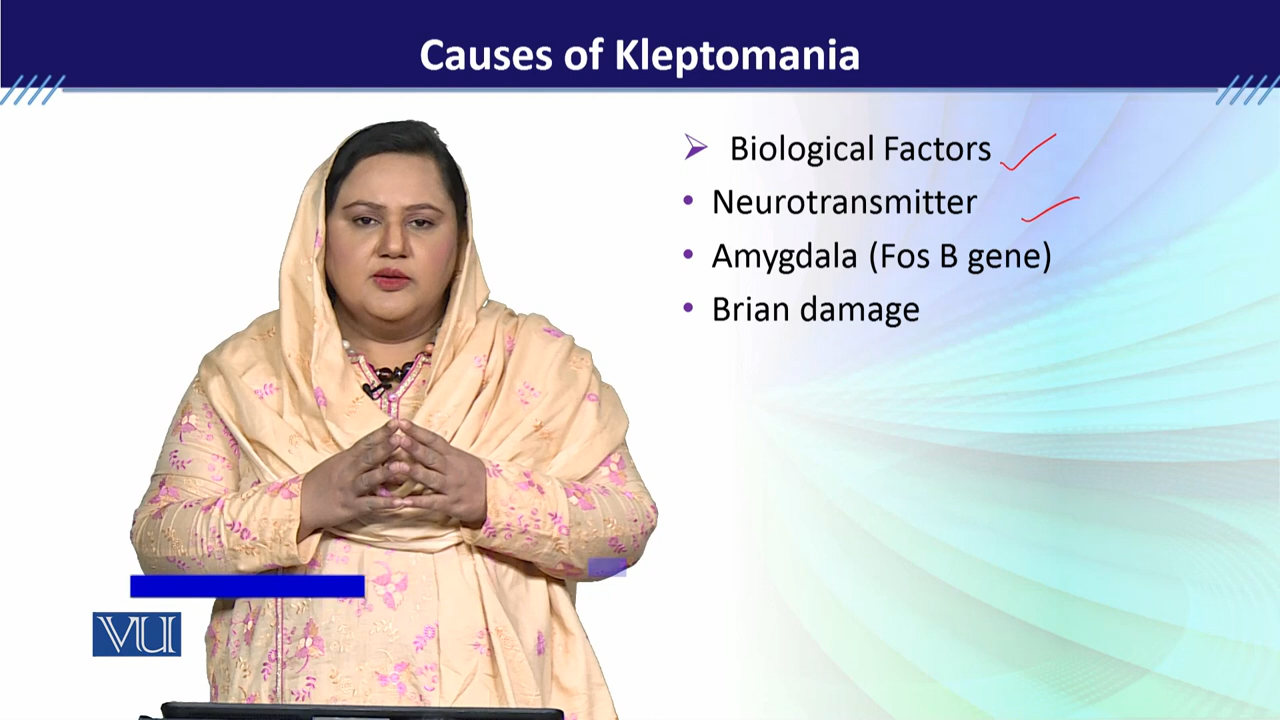 Causes of Kleptomania
➢ Biological Factors
• Neurotransmitter
• Amygdala (Fos B gene)
• Brian damage
VU